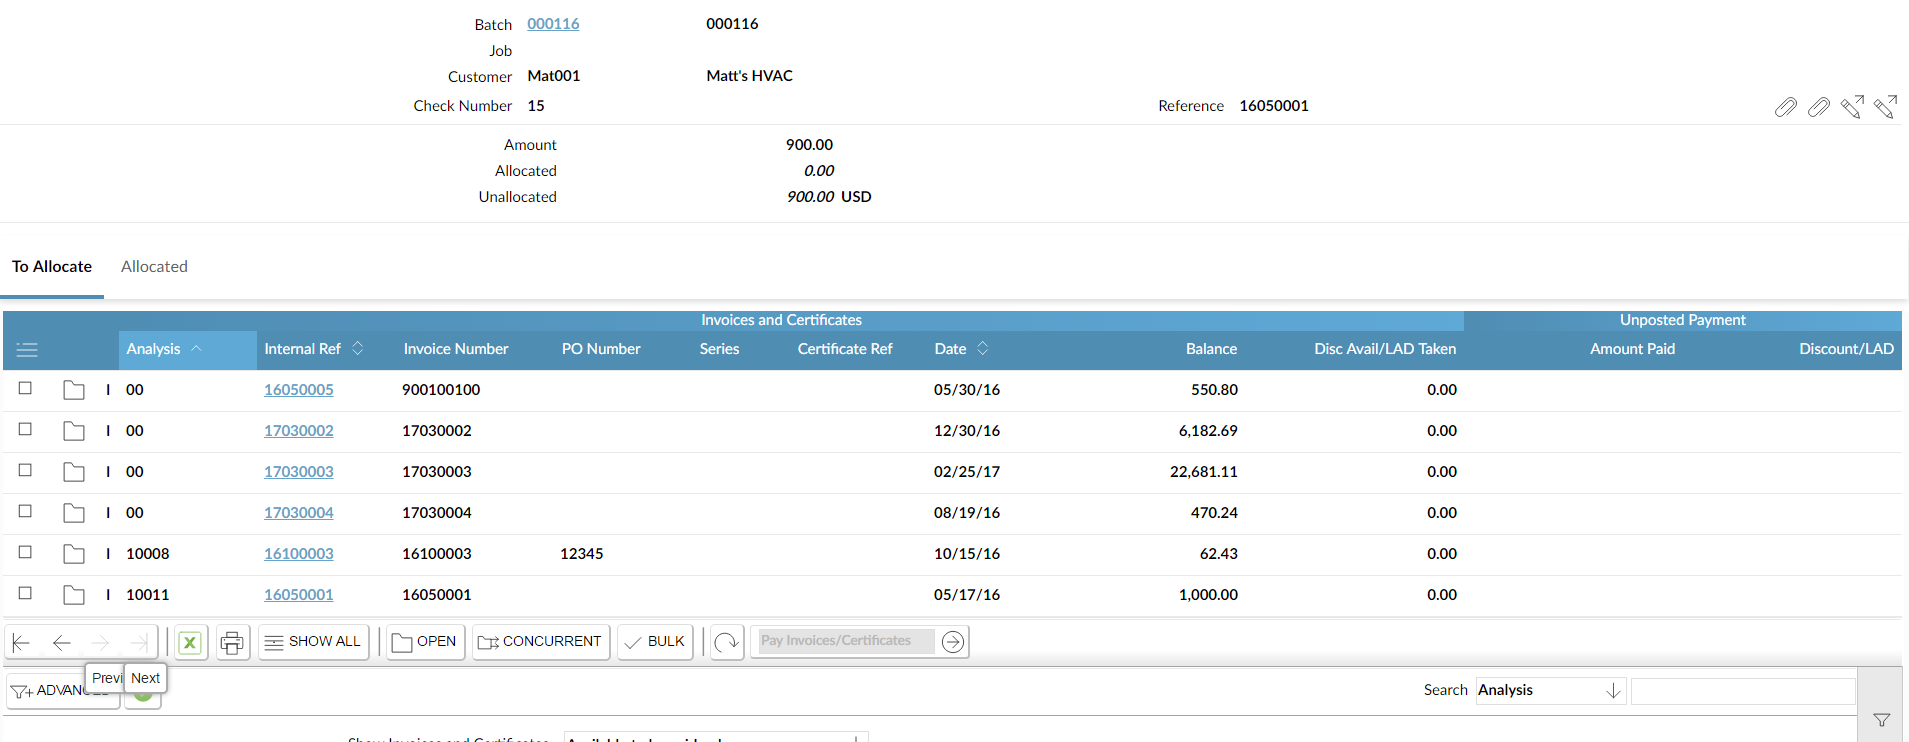 Batch 000116 000116
Job
Customer Mat001 Matt's HVAC
Check Number 15 Reference 16050001
Amount 900.00
Allocated 0.00
Unallocated 900.00 USD
To Allocate Allocated
Invoices and Certificates Unposted Payment
Analysis Internal Ref Invoice Number PO Number Series Certificate Ref Date Balance Disc Avail/LAD Taken Amount Paid Discount/LAD
I 00 16050005 900100100 05/30/16 550.80 0.00
I 00 17030002 17030002 12/30/16 6,182.69 0.00
I 00 17030003 17030003 02/25/17 22,681.11 0.00
I 00 17030004 17030004 08/19/16 470.24 0.00
I 10008 16100003 16100003 12345 10/15/16 62.43 0.00
I 10011 16050001 16050001 05/17/16 1,000.00 0.00
SHOW ALL OPEN CONCURRENT BULK Pay Invoices/Certificates
Previ Next
Search Analysis